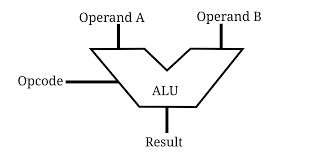 Operand A
Operand B
Opcode
ALU
Result